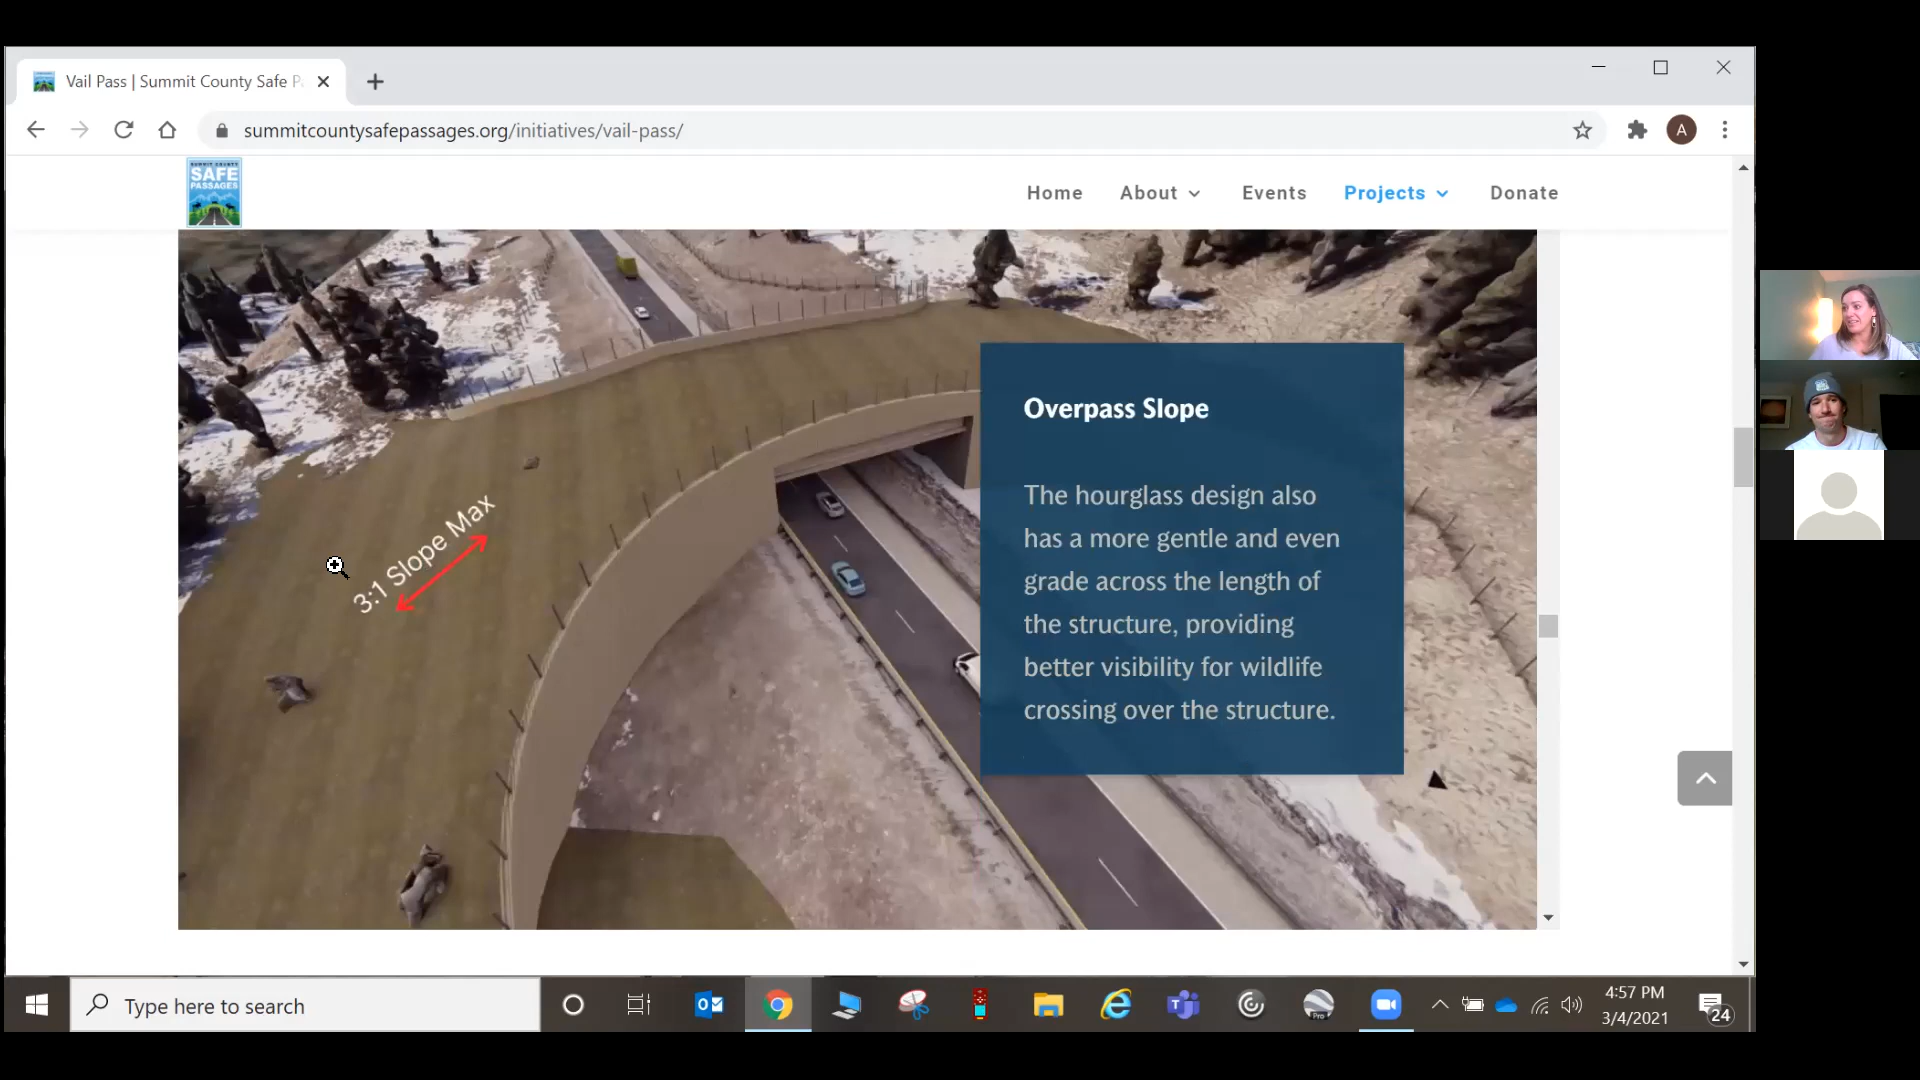 Vail Pass | Summit County Safe P
summitcountysafepassages.org/initiatives/vail-pass/
A
SUMMIT COUNTY
SAFE
PASSAGES
Home
About
Events
Projects
Donate
3:1 Slope Max
Overpass Slope
The hourglass design also
has a more gentle and even
grade across the length of
the structure, providing
better visibility for wildlife
crossing over the structure.
Type here to search
Pro
4:57 PM
3/4/2021
24